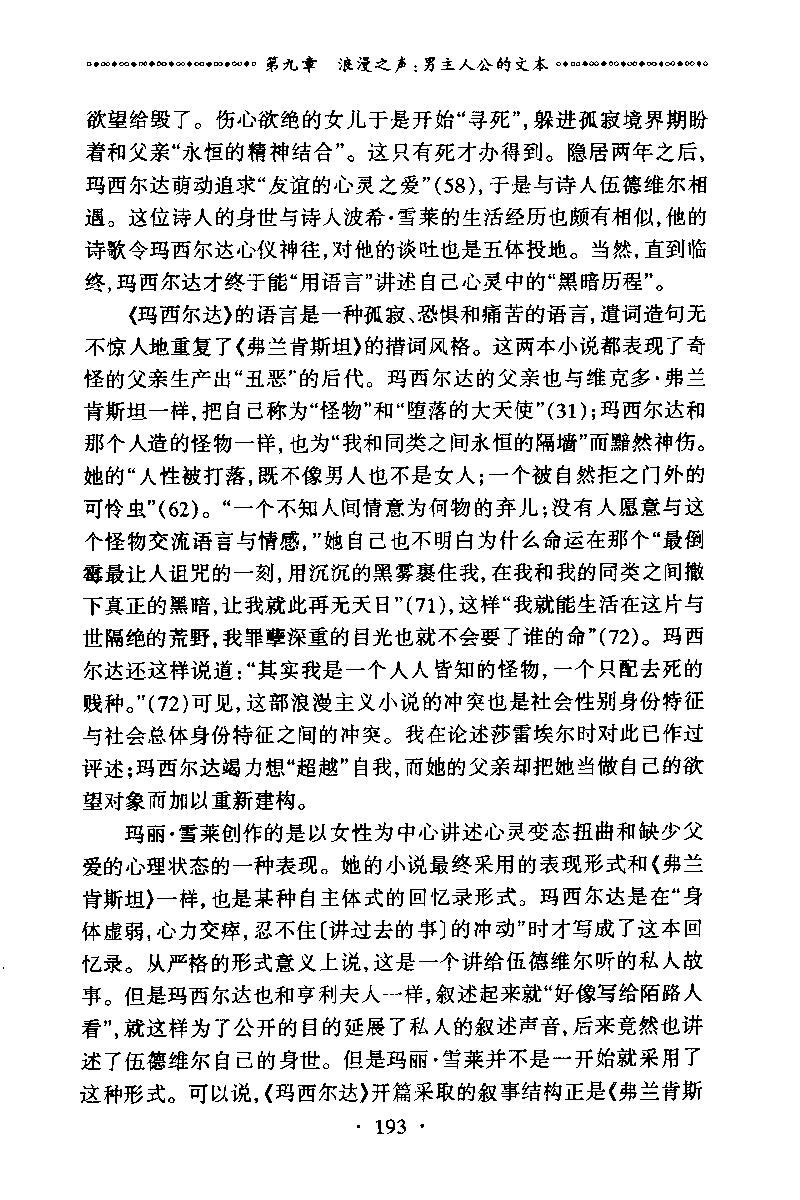 第九章 浪漫之声:男主人公的文本
欲望给毁了。伤心欲绝的女儿于是开始“寻死”,躲进孤寂境界期盼
着和父亲“永恒的精神结合”。这只有死才办得到。隐居两年之后,
玛西尔达萌动追求“友谊的心灵之爱”(58),于是与诗人伍德维尔相
遇。这位诗人的身世与诗人波希·雪莱的生活经历也颇有相似,他的
诗歌令玛西尔达心仪神往,对他的谈吐也是五体投地。当然,直到临
终,玛西尔达才终于能“用语言”讲述自己心灵中的“黑暗历程”。
《玛西尔达》的语言是一种孤寂、恐惧和痛苦的语言,遣词造句无
不惊人地重复了《弗兰肯斯坦》的措词风格。这两本小说都表现了奇
怪的父亲生产出“丑恶”的后代。玛西尔达的父亲也与维克多·弗兰
肯斯坦一样,把自己称为“怪物”和“堕落的大天使”(31);玛西尔达和
那个人造的怪物一样,也为“我和同类之间永恒的隔墙”而黯然神伤。
她的“人性被打落,既不像男人也不是女人;一个被自然拒之门外的
可怜虫”(62)。“一个不知人间情意为何物的弃儿;没有人愿意与这
个怪物交流语言与情感,”她自己也不明白为什么命运在那个“最倒
霉最让人诅咒的一刻,用沉沉的黑雾裹住我,在我和我的同类之间撒
下真正的黑暗,让我就此再无天日”(71),这样“我就能生活在这片与
世隔绝的荒野,我罪孽深重的目光也就不会要了谁的命”(72)。玛西
尔达还这样说道:“其实我是一个人人皆知的怪物,一个只配去死的
贱种。”(72)可见,这部浪漫主义小说的冲突也是社会性别身份特征
与社会总体身份特征之间的冲突。我在论述莎雷埃尔时对此已作过
评述;玛西尔达竭力想“超越”自我,而她的父亲却把她当做自己的欲
望对象而加以重新建构。
玛丽·雪莱创作的是以女性为中心讲述心灵变态扭曲和缺少父
爱的心理状态的一种表现。她的小说最终采用的表现形式和《弗兰
肯斯坦》一样,也是某种自主体式的回忆录形式。玛西尔达是在“身
体虚弱,心力交瘁,忍不住〔讲过去的事〕的冲动”时才写成了这本回
忆录。从严格的形式意义上说,这是一个讲给伍德维尔听的私人故
事。但是玛西尔达也和亨利夫人一样,叙述起来就“好像写给陌路人
看”,就这样为了公开的目的延展了私人的叙述声音,后来竟然也讲
述了伍德维尔自己的身世。但是玛丽·雪莱并不是一开始就采用了
这种形式。可以说,《玛西尔达》开篇采取的叙事结构正是《弗兰肯斯
· 193 ·